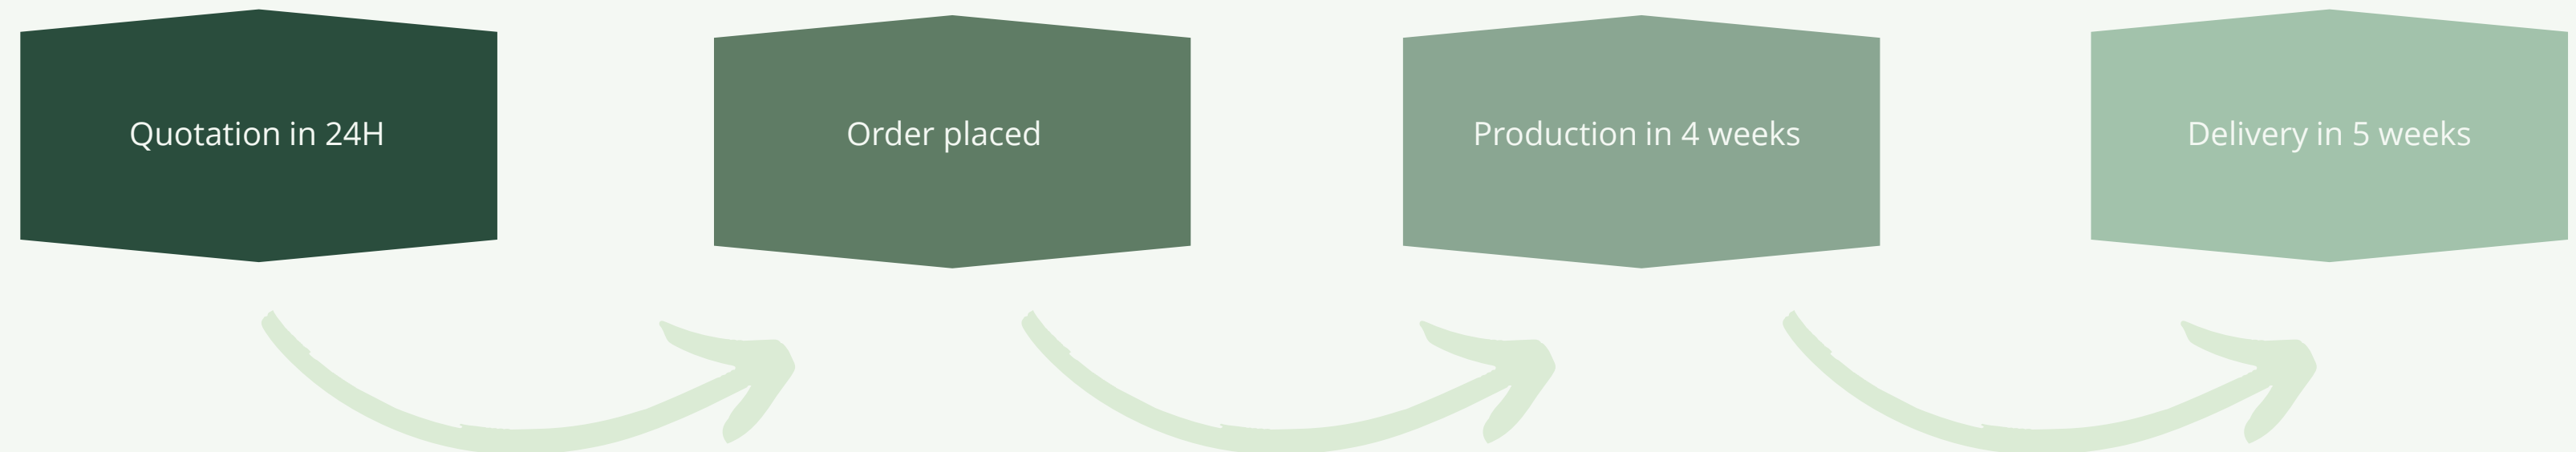 Quotation in 24H
Order placed
Production in 4 weeks
Delivery in 5 weeks